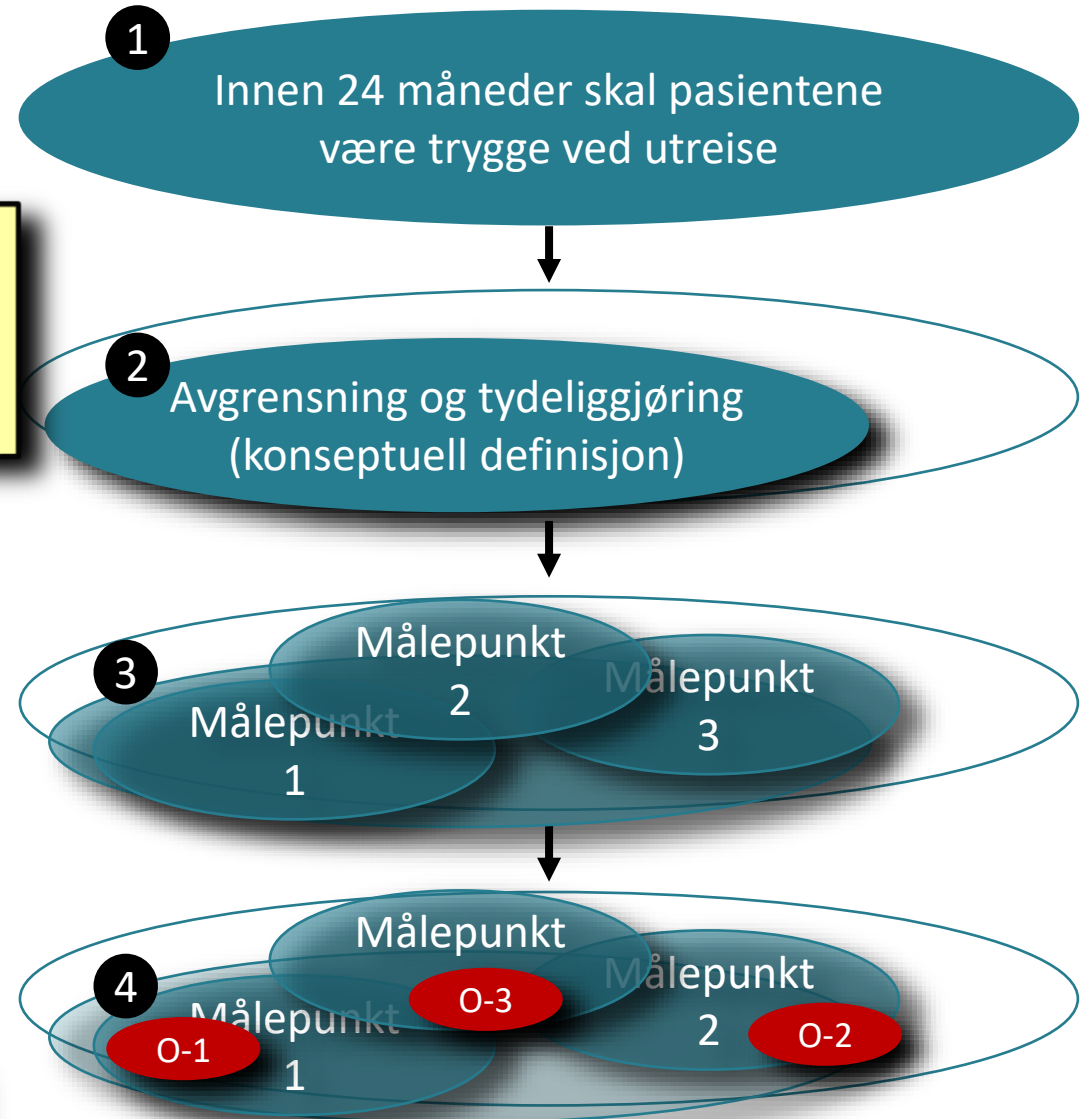 1
Innen 24 måneder skal pasientene
være trygge ved utreise
2
Avgrensning og tydeliggjøring
(konseptuell definisjon)
3
Målepunkt
2
Målepunkt
3
Målepunkt
1
4
Målepunkt
O-3
Målepunkt
2
O-2
Målepunkt
O-1
1